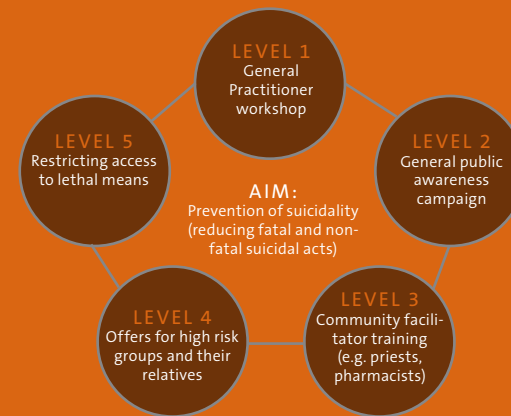 LEVEL 1
General
Practitioner
workshop
LEVEL 2
General public
awareness
campaign
LEVEL 3
Community facili-
tator training
(e.g. priests,
pharmacists)
LEVEL 4
Offers for high risk
groups and their
relatives
LEVEL 5
Restricting access
to lethal means
AIM:
Prevention of suicidality
(reducing fatal and non-
fatal suicidal acts)